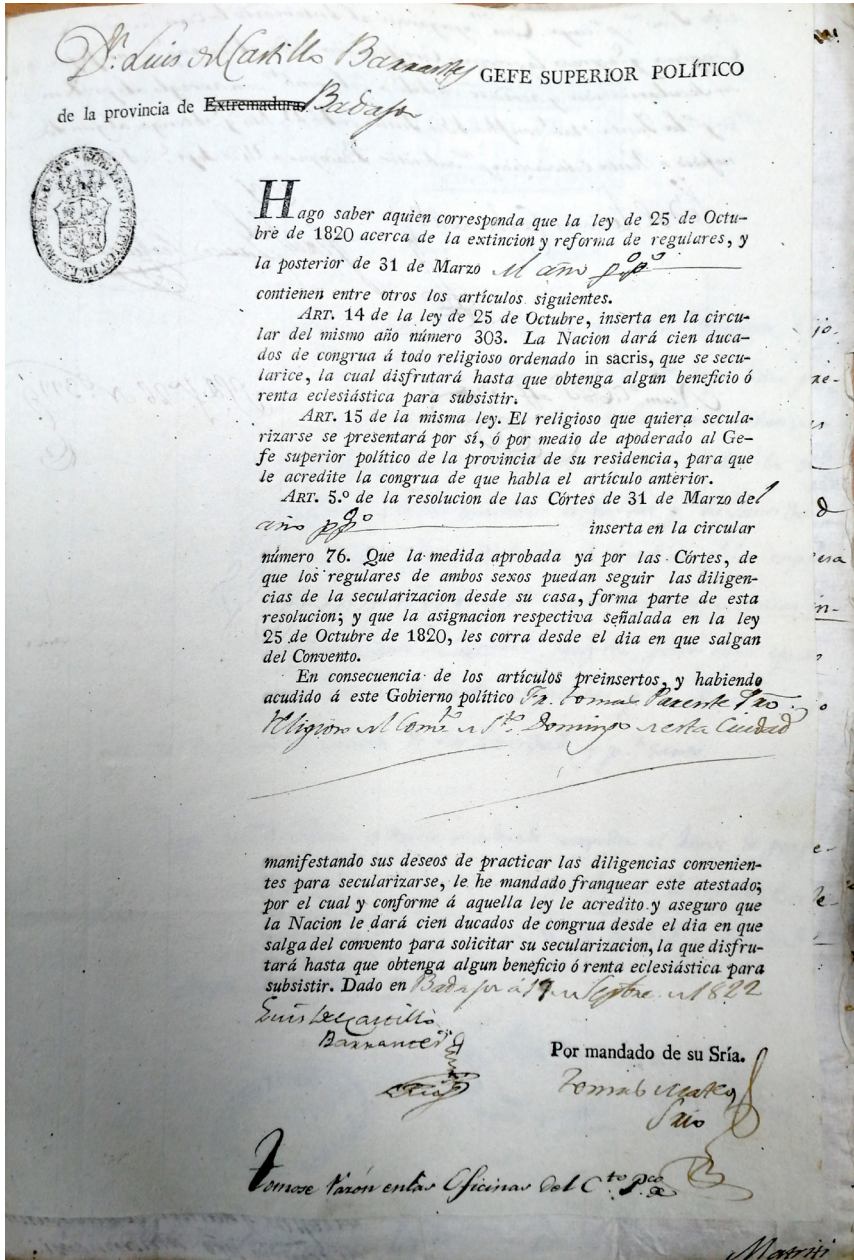 Dn. Luis del Castillo Barrantes GEFE SUPERIOR POLÍTICO
de la provincia de Extremadura Badajoz
Hago saber aquien corresponda que la ley de 25 de Octu-
bre de 1820 acerca de la extincion y reforma de regulares, y
la posterior de 31 de Marzo del año ppº
contienen entre otros los artículos siguientes.
ART. 14 de la ley de 25 de Octubre, inserta en la circu-
lar del mismo año número 303. La Nacion dará cien duca-
dos de congrua á todo religioso ordenado in sacris, que se secu-
larice, la cual disfrutará hasta que obtenga algun beneficio ó
renta eclesiástica para subsistir.
ART. 15 de la misma ley. El religioso que quiera secula-
rizarse se presentará por sí, ó por medio de apoderado al Ge-
fe superior político de la provincia de su residencia, para que
le acredite la congrua de que habla el artículo anterior.
ART. 5.º de la resolucion de las Córtes de 31 de Marzo del
año ppº inserta en la circular
número 76. Que la medida aprobada ya por las Córtes, de
que los regulares de ambos sexos puedan seguir las diligen-
cias de la secularizacion desde su casa, forma parte de esta
resolucion; y que la asignacion respectiva señalada en la ley
25 de Octubre de 1820, les corra desde el dia en que salgan
del Convento.
En consecuencia de los artículos preinsertos, y habiendo
acudido á este Gobierno político Fr. Tomas Parente Pro.
Religioso del Comto de Sto. Domingo de esta Ciudad
manifestando sus deseos de practicar las diligencias convenien-
tes para secularizarse, le he mandado franquear este atestado;
por el cual y conforme á aquella ley le acredito y aseguro que
la Nacion le dará cien ducados de congrua desde el dia en que
salga del convento para solicitar su secularizacion, la que disfru-
tará hasta que obtenga algun beneficio ó renta eclesiástica para
subsistir. Dado en Badajoz á de Septbre de 1822
Luis del Castillo
Barrantes
Por mandado de su Sría.
Tomas Mateo
Srio
Tomose razón en las Oficinas del Cto. Pco.